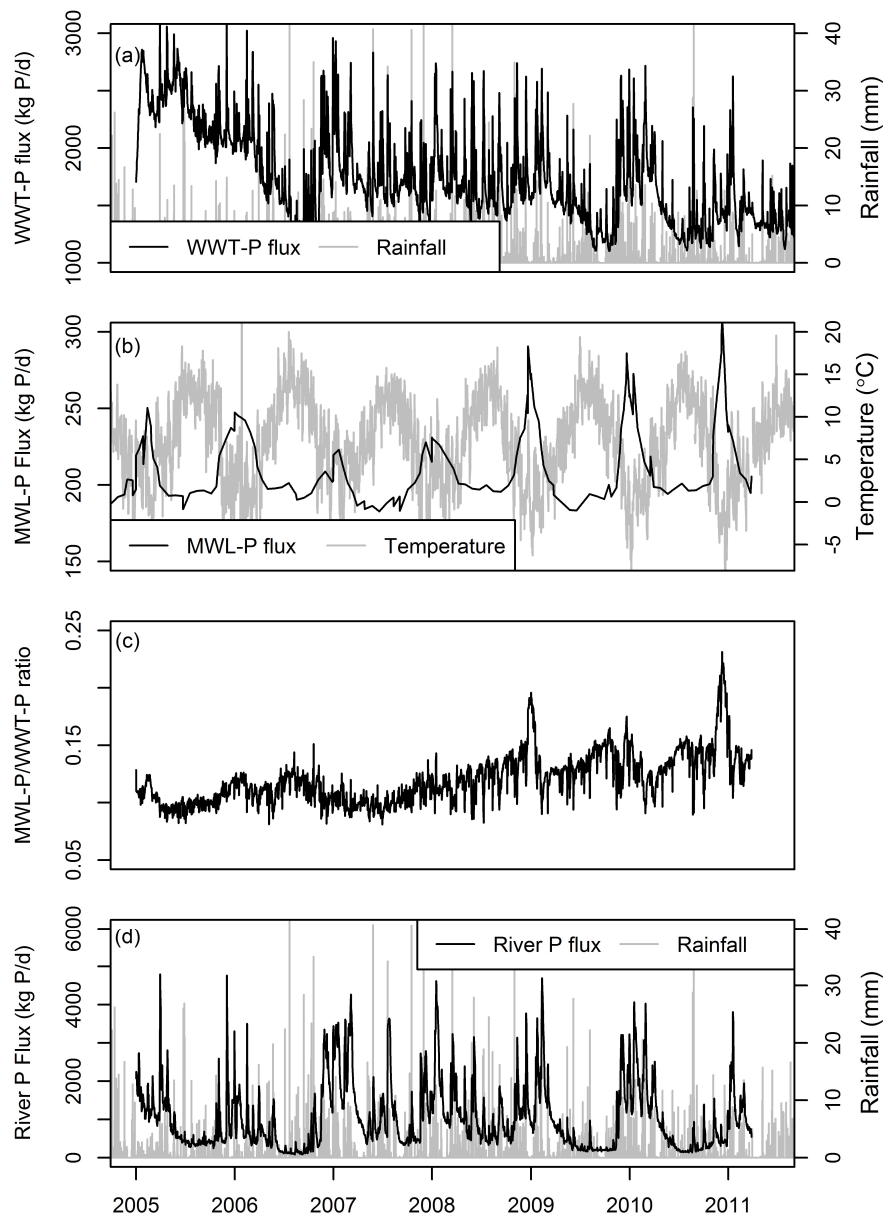 (a)
WWT-P flux (kg P/d)
3000
2000
1000
Rainfall (mm)
40
30
20
10
0
WWT-P flux
Rainfall
(b)
MWL-P Flux (kg P/d)
300
250
200
150
Temperature (°C)
20
15
10
5
0
-5
MWL-P flux
Temperature
(c)
MWL-P/WWT-P ratio
0.25
0.15
0.05
(d)
River P Flux (kg P/d)
6000
4000
2000
0
Rainfall (mm)
40
30
20
10
0
River P flux
Rainfall
2005 2006 2007 2008 2009 2010 2011